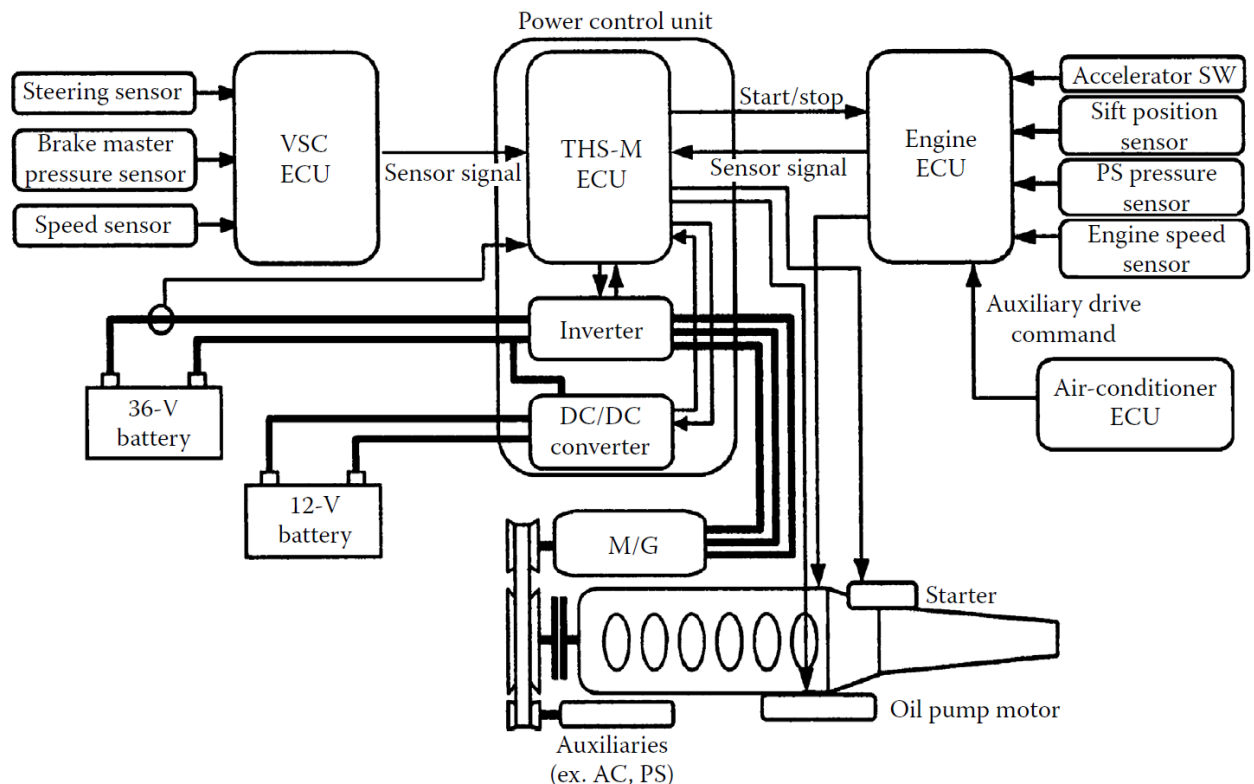 Power control unit
Steering sensor
Brake master
pressure sensor
Speed sensor
VSC
ECU
Sensor signal
THS-M
ECU
Start/stop
Sensor signal
Engine
ECU
Accelerator SW
Sift position
sensor
PS pressure
sensor
Engine speed
sensor
Auxiliary drive
command
Air-conditioner
ECU
Inverter
DC/DC
converter
36-V
battery
12-V
battery
M/G
Starter
Oil pump motor
Auxiliaries
(ex. AC, PS)